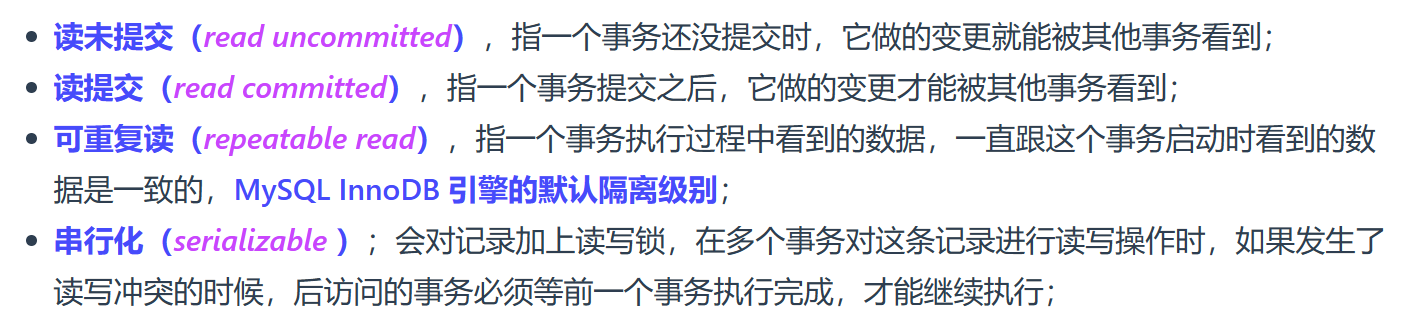 • 读未提交（read uncommitted），指一个事务还没提交时，它做的变更就能被其他事务看到；
• 读提交（read committed），指一个事务提交之后，它做的变更才能被其他事务看到；
• 可重复读（repeatable read），指一个事务执行过程中看到的数据，一直跟这个事务启动时看到的数
据是一致的，MySQL InnoDB 引擎的默认隔离级别；
• 串行化（serializable ）；会对记录加上读写锁，在多个事务对这条记录进行读写操作时，如果发生了
读写冲突的时候，后访问的事务必须等前一个事务执行完成，才能继续执行；